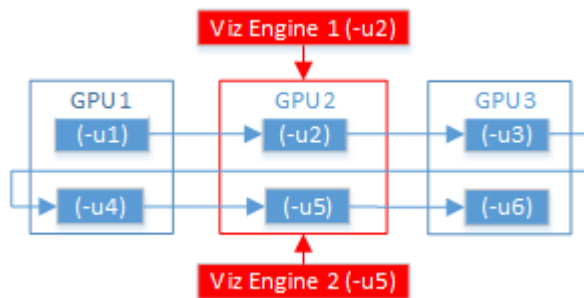 Viz Engine 1 (-u2)
GPU1 GPU2 GPU3
(-u1) (-u2) (-u3)
(-u4) (-u5) (-u6)
Viz Engine 2 (-u5)